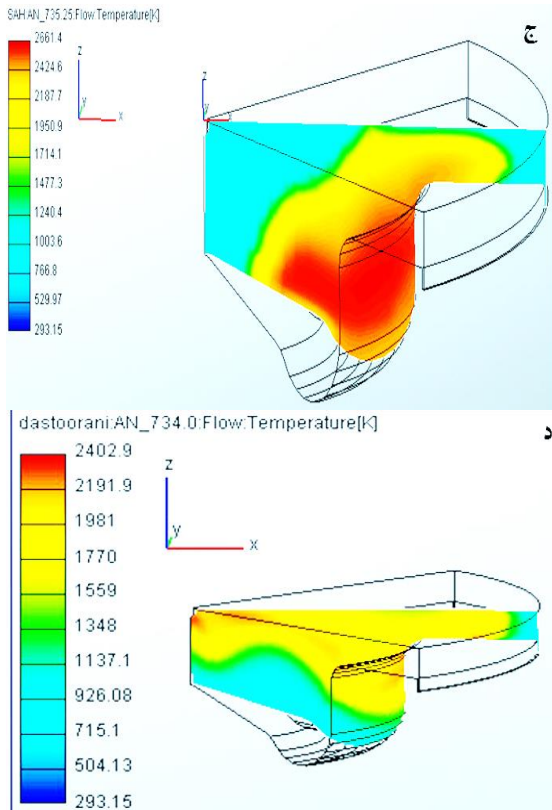 SAH AN_735.25:Flow Temperature[K]
ج
2661.4
2424.6
2187.7
1950.9
1714.1
1477.3
1240.4
1003.6
766.8
529.97
293.15
z
y
x
z
y
dastoorani:AN_734.0:Flow:Temperature[K]
د
2402.9
2191.9
1981
1770
1559
1348
1137.1
926.08
715.1
504.13
293.15
z
y
x